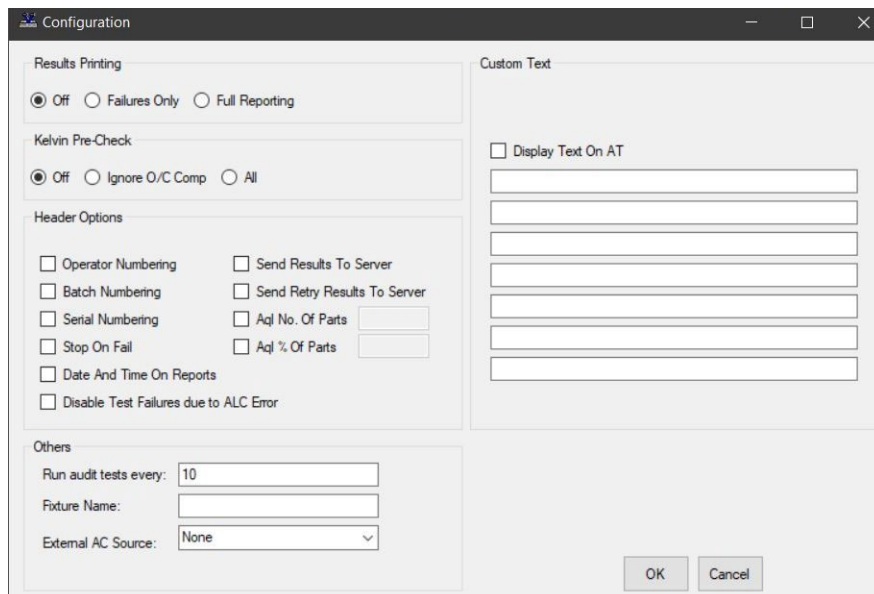 Configuration
Results Printing
Off Failures Only Full Reporting
Kelvin Pre-Check
Off Ignore O/C Comp All
Header Options
Operator Numbering Send Results To Server
Batch Numbering Send Retry Results To Server
Serial Numbering Aql No. Of Parts
Stop On Fail Aql % Of Parts
Date And Time On Reports
Disable Test Failures due to ALC Error
Others
Run audit tests every: 10
Fixture Name:
External AC Source: None
Custom Text
Display Text On AT
OK Cancel